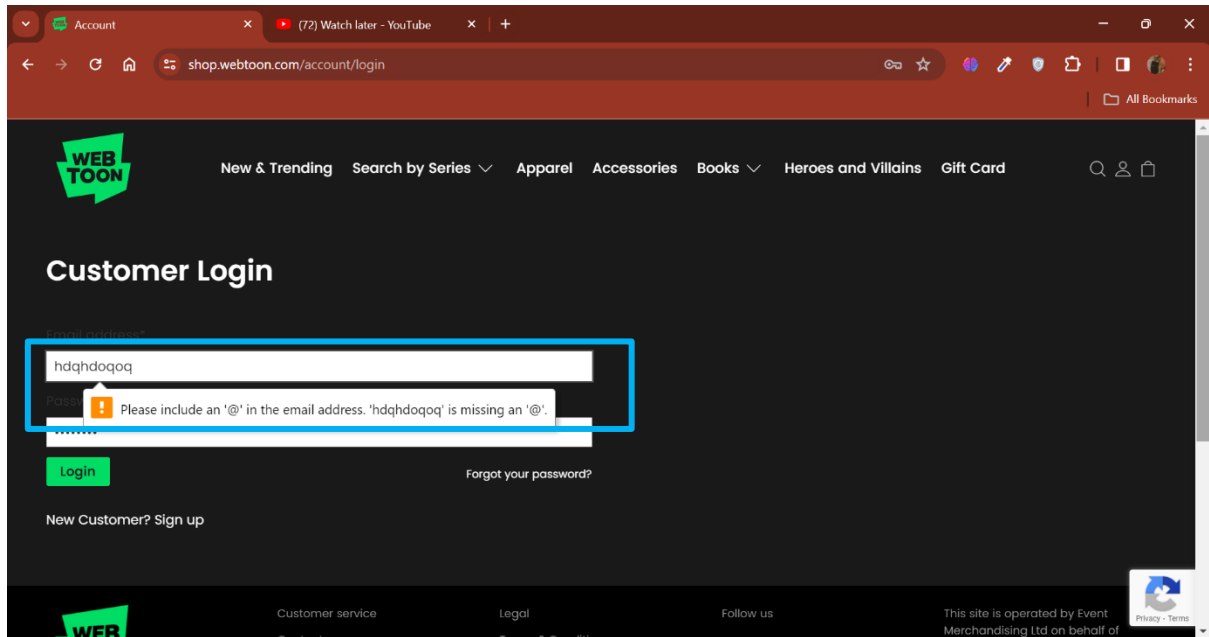 Account
(72) Watch later - YouTube
shop.webtoon.com/account/login
All Bookmarks
WEB
TOON
New & Trending Search by Series Apparel Accessories Books Heroes and Villains Gift Card
Customer Login
Email address*
hdqhdoqoq
Please include an '@' in the email address. 'hdqhdoqoq' is missing an '@'.
Login
Forgot your password?
New Customer? Sign up
Customer service Legal Follow us This site is operated by Event
Merchandising Ltd on behalf of
WEB
Privacy - Terms